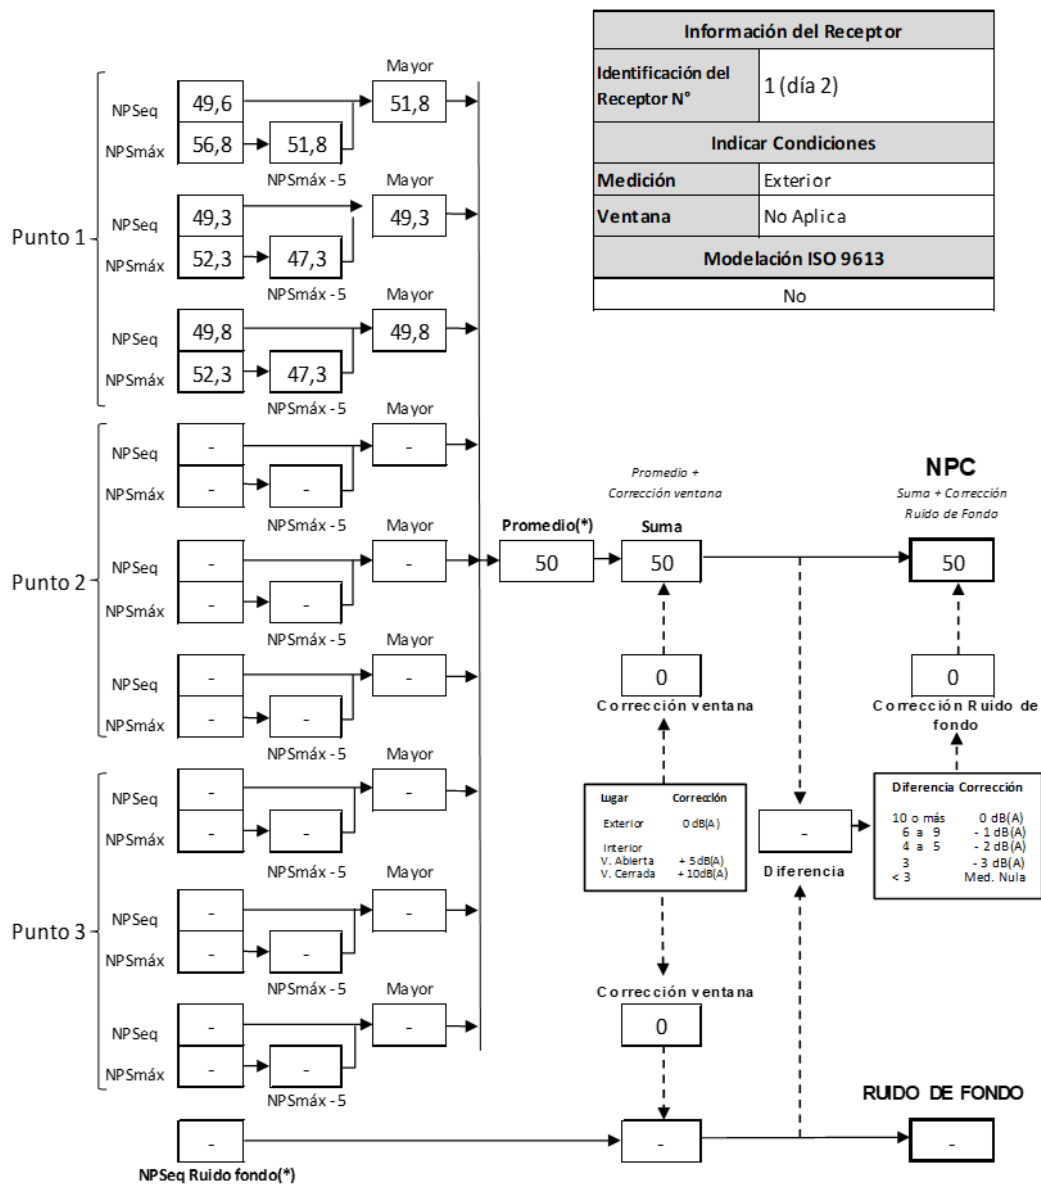 Información del Receptor
Identificación del Receptor N° 1 (día 2)
Indicar Condiciones
Medición Exterior
Ventana No Aplica
Modelación ISO 9613
No
Punto 1
Mayor
NPSeq 49,6 51,8
NPSmáx 56,8 51,8
NPSmáx - 5
Mayor
NPSeq 49,3 49,3
NPSmáx 52,3 47,3
NPSmáx - 5
Mayor
NPSeq 49,8 49,8
NPSmáx 52,3 47,3
NPSmáx - 5
Punto 2
Mayor
NPSeq - -
NPSmáx - -
NPSmáx - 5
Mayor
NPSeq - -
NPSmáx - -
NPSmáx - 5
Mayor
NPSeq - -
NPSmáx - -
NPSmáx - 5
Punto 3
Mayor
NPSeq - -
NPSmáx - -
NPSmáx - 5
Mayor
NPSeq - -
NPSmáx - -
NPSmáx - 5
Mayor
NPSeq - -
NPSmáx - -
NPSmáx - 5
-
NPSeq Ruido fondo(*)
Promedio(*)
50
Promedio +
Corrección ventana
Suma
50
0
Corrección ventana
Lugar Corrección
Exterior 0 dB(A)
Interior
V. Abierta + 5dB(A)
V. Cerrada + 10dB(A)
Corrección ventana
0
-
-
Diferencia
NPC
Suma + Corrección
Ruido de Fondo
50
0
Corrección Ruido de
fondo
Diferencia Corrección
10 o más 0 dB(A)
6 a 9 - 1 dB(A)
4 a 5 - 2 dB(A)
3 - 3 dB(A)
< 3 Med. Nula
RUIDO DE FONDO
-